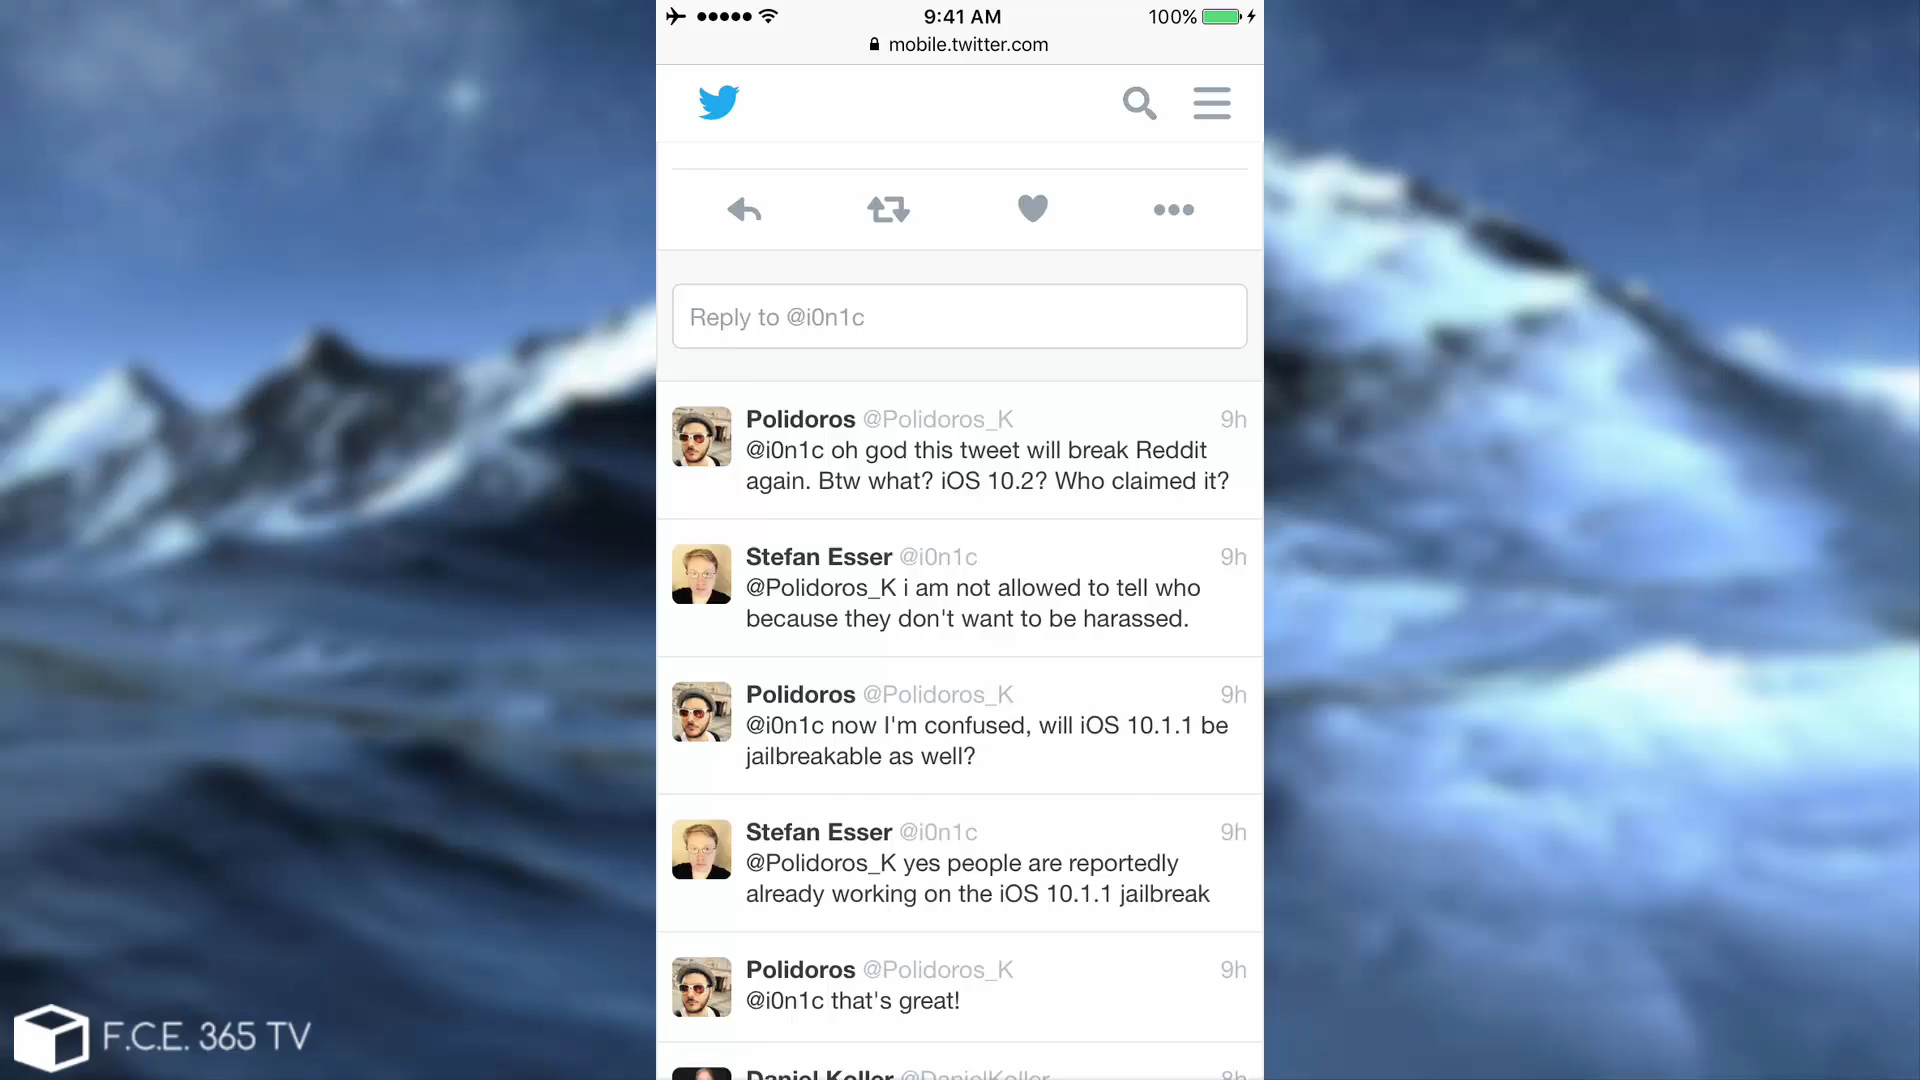 9:41 AM
100%
mobile.twitter.com
Reply to @i0n1c
Polidoros @Polidoros_K 9h
@i0n1c oh god this tweet will break Reddit
again. Btw what? iOS 10.2? Who claimed it?
Stefan Esser @i0n1c 9h
@Polidoros_K i am not allowed to tell who
because they don't want to be harassed.
Polidoros @Polidoros_K 9h
@i0n1c now I'm confused, will iOS 10.1.1 be
jailbreakable as well?
Stefan Esser @i0n1c 9h
@Polidoros_K yes people are reportedly
already working on the iOS 10.1.1 jailbreak
Polidoros @Polidoros_K 9h
@i0n1c that's great!
Daniel Koller @DanielKoller 8h
F.C.E. 365 TV